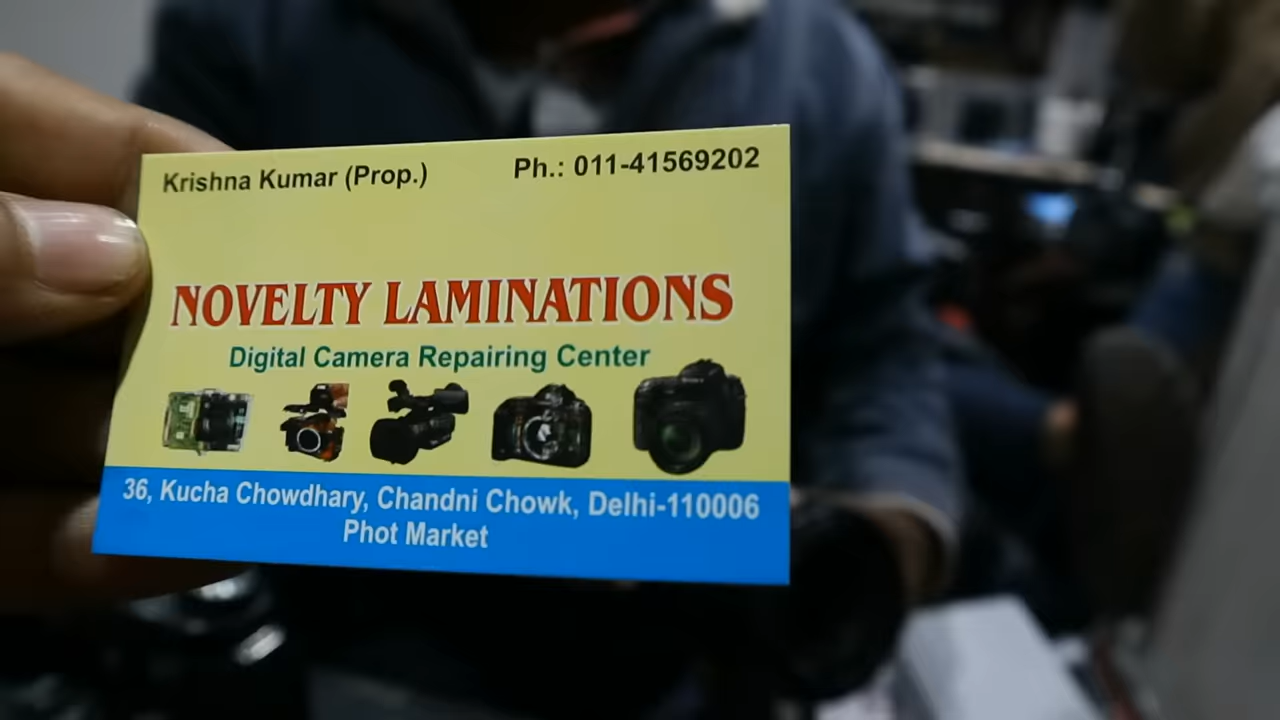 Krishna Kumar (Prop.)
Ph.: 011-41569202
NOVELTY LAMINATIONS
Digital Camera Repairing Center
36, Kucha Chowdhary, Chandni Chowk, Delhi-110006
Phot Market